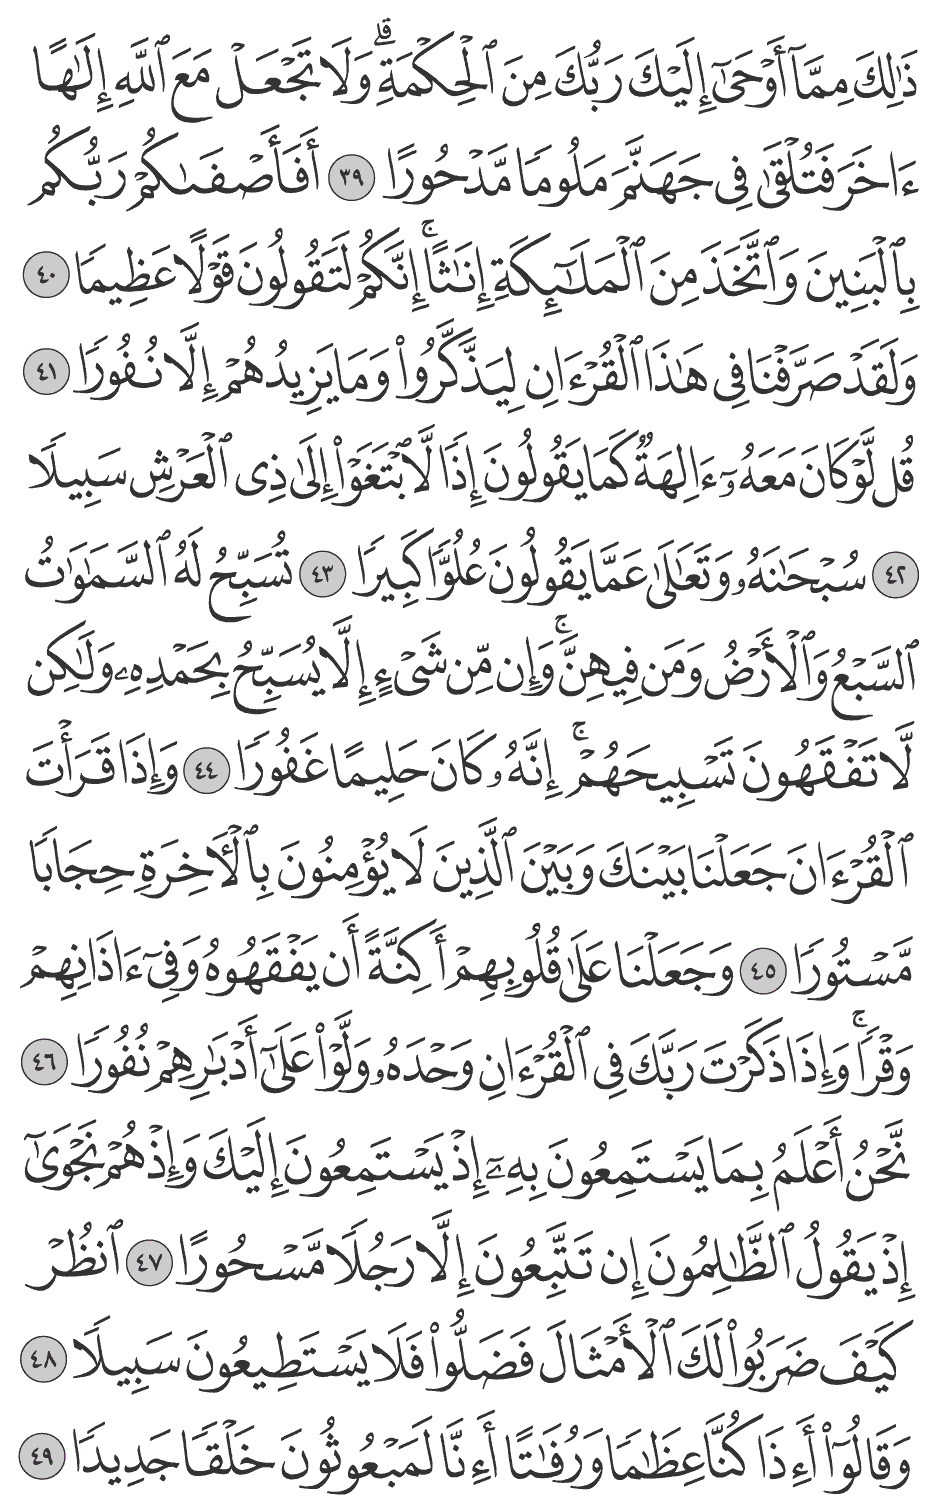 ذَٰلِكَ مِمَّآ أَوْحَىٰٓ إِلَيْكَ رَبُّكَ مِنَ ٱلْحِكْمَةِ ۗ وَلَا تَجْعَلْ مَعَ ٱللَّهِ إِلَٰهًا
ءَاخَرَ فَتُلْقَىٰ فِى جَهَنَّمَ مَلُومًا مَّدْحُورًا ٣٩ أَفَأَصْفَىٰكُمْ رَبُّكُم
بِٱلْبَنِينَ وَٱتَّخَذَ مِنَ ٱلْمَلَٰٓئِكَةِ إِنَٰثًا ۚ إِنَّكُمْ لَتَقُولُونَ قَوْلًا عَظِيمًا ٤٠
وَلَقَدْ صَرَّفْنَا فِى هَٰذَا ٱلْقُرْءَانِ لِيَذَّكَّرُوا۟ وَمَا يَزِيدُهُمْ إِلَّا نُفُورًا ٤١
قُل لَّوْ كَانَ مَعَهُۥٓ ءَالِهَةٌ كَمَا يَقُولُونَ إِذًا لَّٱبْتَغَوْا۟ إِلَىٰ ذِى ٱلْعَرْشِ سَبِيلًا
٤٢ سُبْحَٰنَهُۥ وَتَعَٰلَىٰ عَمَّا يَقُولُونَ عُلُوًّا كَبِيرًا ٤٣ تُسَبِّحُ لَهُ ٱلسَّمَٰوَٰتُ
ٱلسَّبْعُ وَٱلْأَرْضُ وَمَن فِيهِنَّ ۚ وَإِن مِّن شَىْءٍ إِلَّا يُسَبِّحُ بِحَمْدِهِۦ وَلَٰكِن
لَّا تَفْقَهُونَ تَسْبِيحَهُمْ ۚ إِنَّهُۥ كَانَ حَلِيمًا غَفُورًا ٤٤ وَإِذَا قَرَأْتَ
ٱلْقُرْءَانَ جَعَلْنَا بَيْنَكَ وَبَيْنَ ٱلَّذِينَ لَا يُؤْمِنُونَ بِٱلْءَاخِرَةِ حِجَابًا
مَّسْتُورًا ٤٥ وَجَعَلْنَا عَلَىٰ قُلُوبِهِمْ أَكِنَّةً أَن يَفْقَهُوهُ وَفِىٓ ءَاذَانِهِمْ
وَقْرًا ۚ وَإِذَا ذَكَرْتَ رَبَّكَ فِى ٱلْقُرْءَانِ وَحْدَهُۥ وَلَّوْا۟ عَلَىٰٓ أَدْبَٰرِهِمْ نُفُورًا ٤٦
نَّحْنُ أَعْلَمُ بِمَا يَسْتَمِعُونَ بِهِۦٓ إِذْ يَسْتَمِعُونَ إِلَيْكَ وَإِذْ هُمْ نَجْوَىٰٓ
إِذْ يَقُولُ ٱلظَّٰلِمُونَ إِن تَتَّبِعُونَ إِلَّا رَجُلًا مَّسْحُورًا ٤٧ ٱنظُرْ
كَيْفَ ضَرَبُوا۟ لَكَ ٱلْأَمْثَالَ فَضَلُّوا۟ فَلَا يَسْتَطِيعُونَ سَبِيلًا ٤٨
وَقَالُوٓا۟ أَءِذَا كُنَّا عِظَٰمًا وَرُفَٰتًا أَءِنَّا لَمَبْعُوثُونَ خَلْقًا جَدِيدًا ٤٩